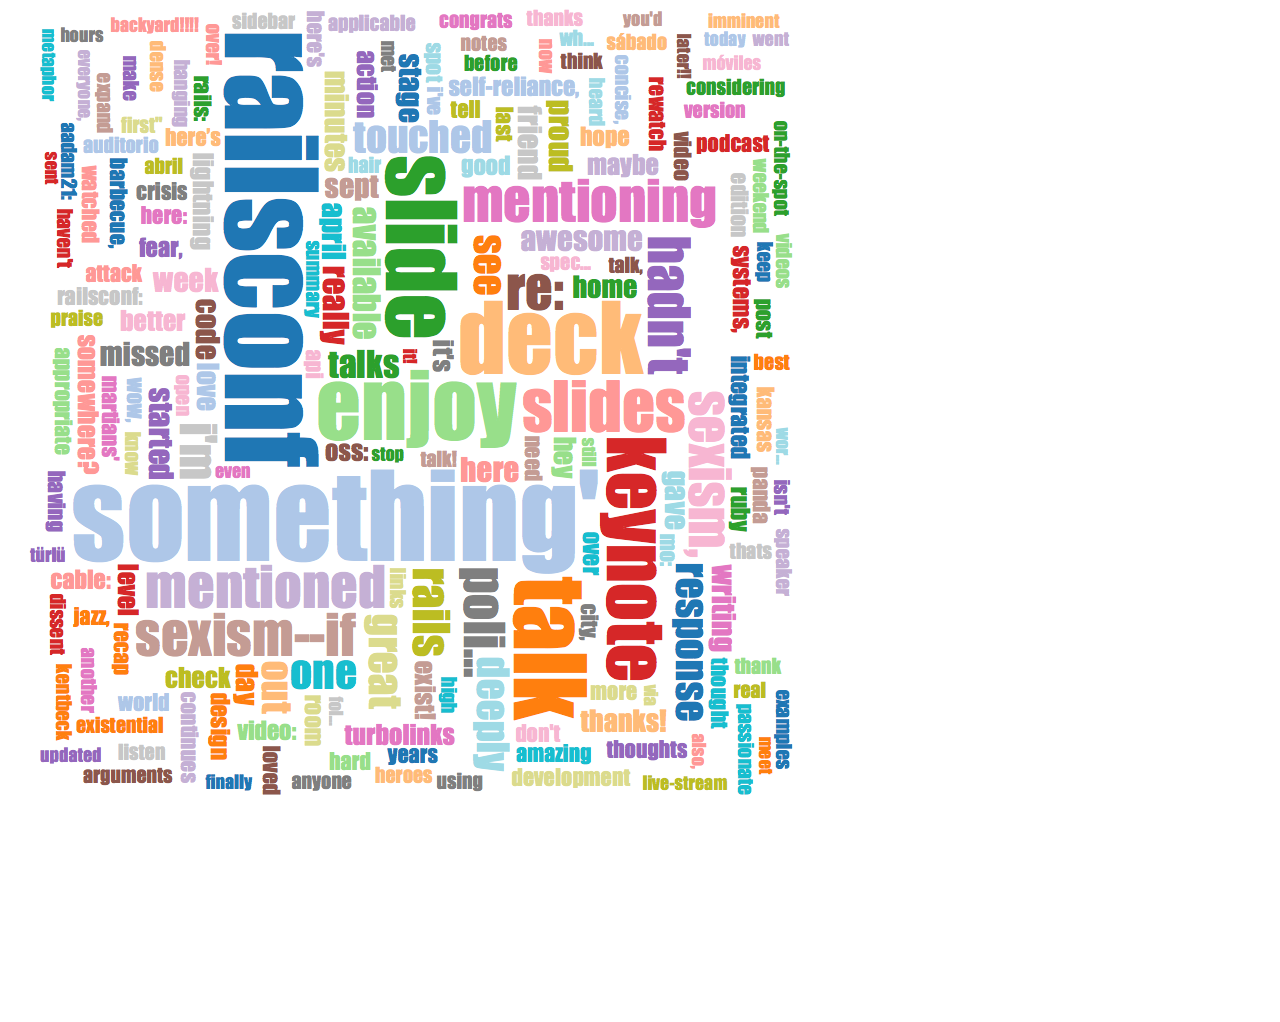 hours
backyard!!!!
over!
sidebar
here's
applicable
congrats
thanks
you'd
imminent
metaphor
everyone,
dense
met
spot i've
notes
wh...
sábado
later!!
today
went
make
hanging
action
stage
before
now
think
concise,
móviles
expand
rails:
minutes
self-reliance,
heard
rewatch
considering
first"
tell
last
friend
proud
version
aadam21:
auditorio
here's
touched
hope
video
podcast
on-the-spot
sent
watched
barbecue,
abril
lightning
railsconf
hair
good
maybe
edition
weekend
crisis
sept
slide
mentioning
haven't
here:
april
available
fear,
summary
see
awesome
hadn't
systems,
keep
videos
attack
week
really
spec...
talk,
railsconf:
code
re:
home
post
praise
better
deck
somewhere?
missed
api
talks
it!
it's
appropriate
martians'
wow,
started
open
love
enjoy
slides
integrated
best
know
i'm
sexism,
kansas
wor...
even
oss:
stop
talk!
here
need
hey
still
keynote
gave
ruby
panda
isn't
having
something'
türlü
over
mo:
thats
speaker
cable:
level
mentioned
links
rails
poli...
talk
city,
response
writing
dissent
jazz,
recap
sexism--if
great
kentbeck
another
check
day
out
one
exist!
high
deeply
more
via
thought
thank
real
world
continues
design
room
fol...
thanks!
passionate
examples
existential
video:
turbolinks
don't
also,
meet
updated
listen
loved
hard
years
amazing
thoughts
arguments
finally
anyone
heroes
using
development
live-stream